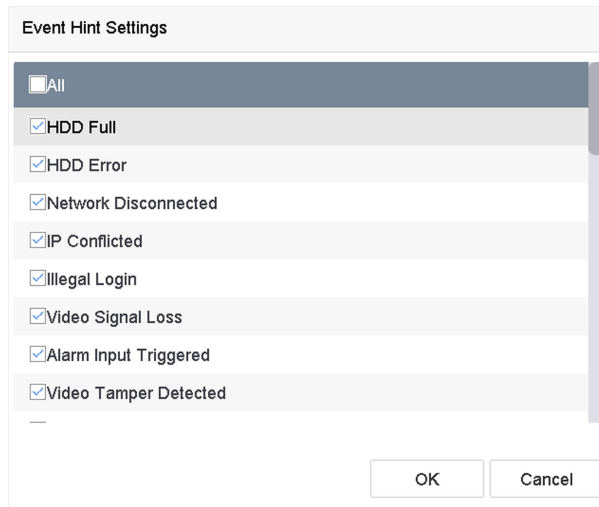 Event Hint Settings
All
HDD Full
HDD Error
Network Disconnected
IP Conflicted
Illegal Login
Video Signal Loss
Alarm Input Triggered
Video Tamper Detected
OK
Cancel